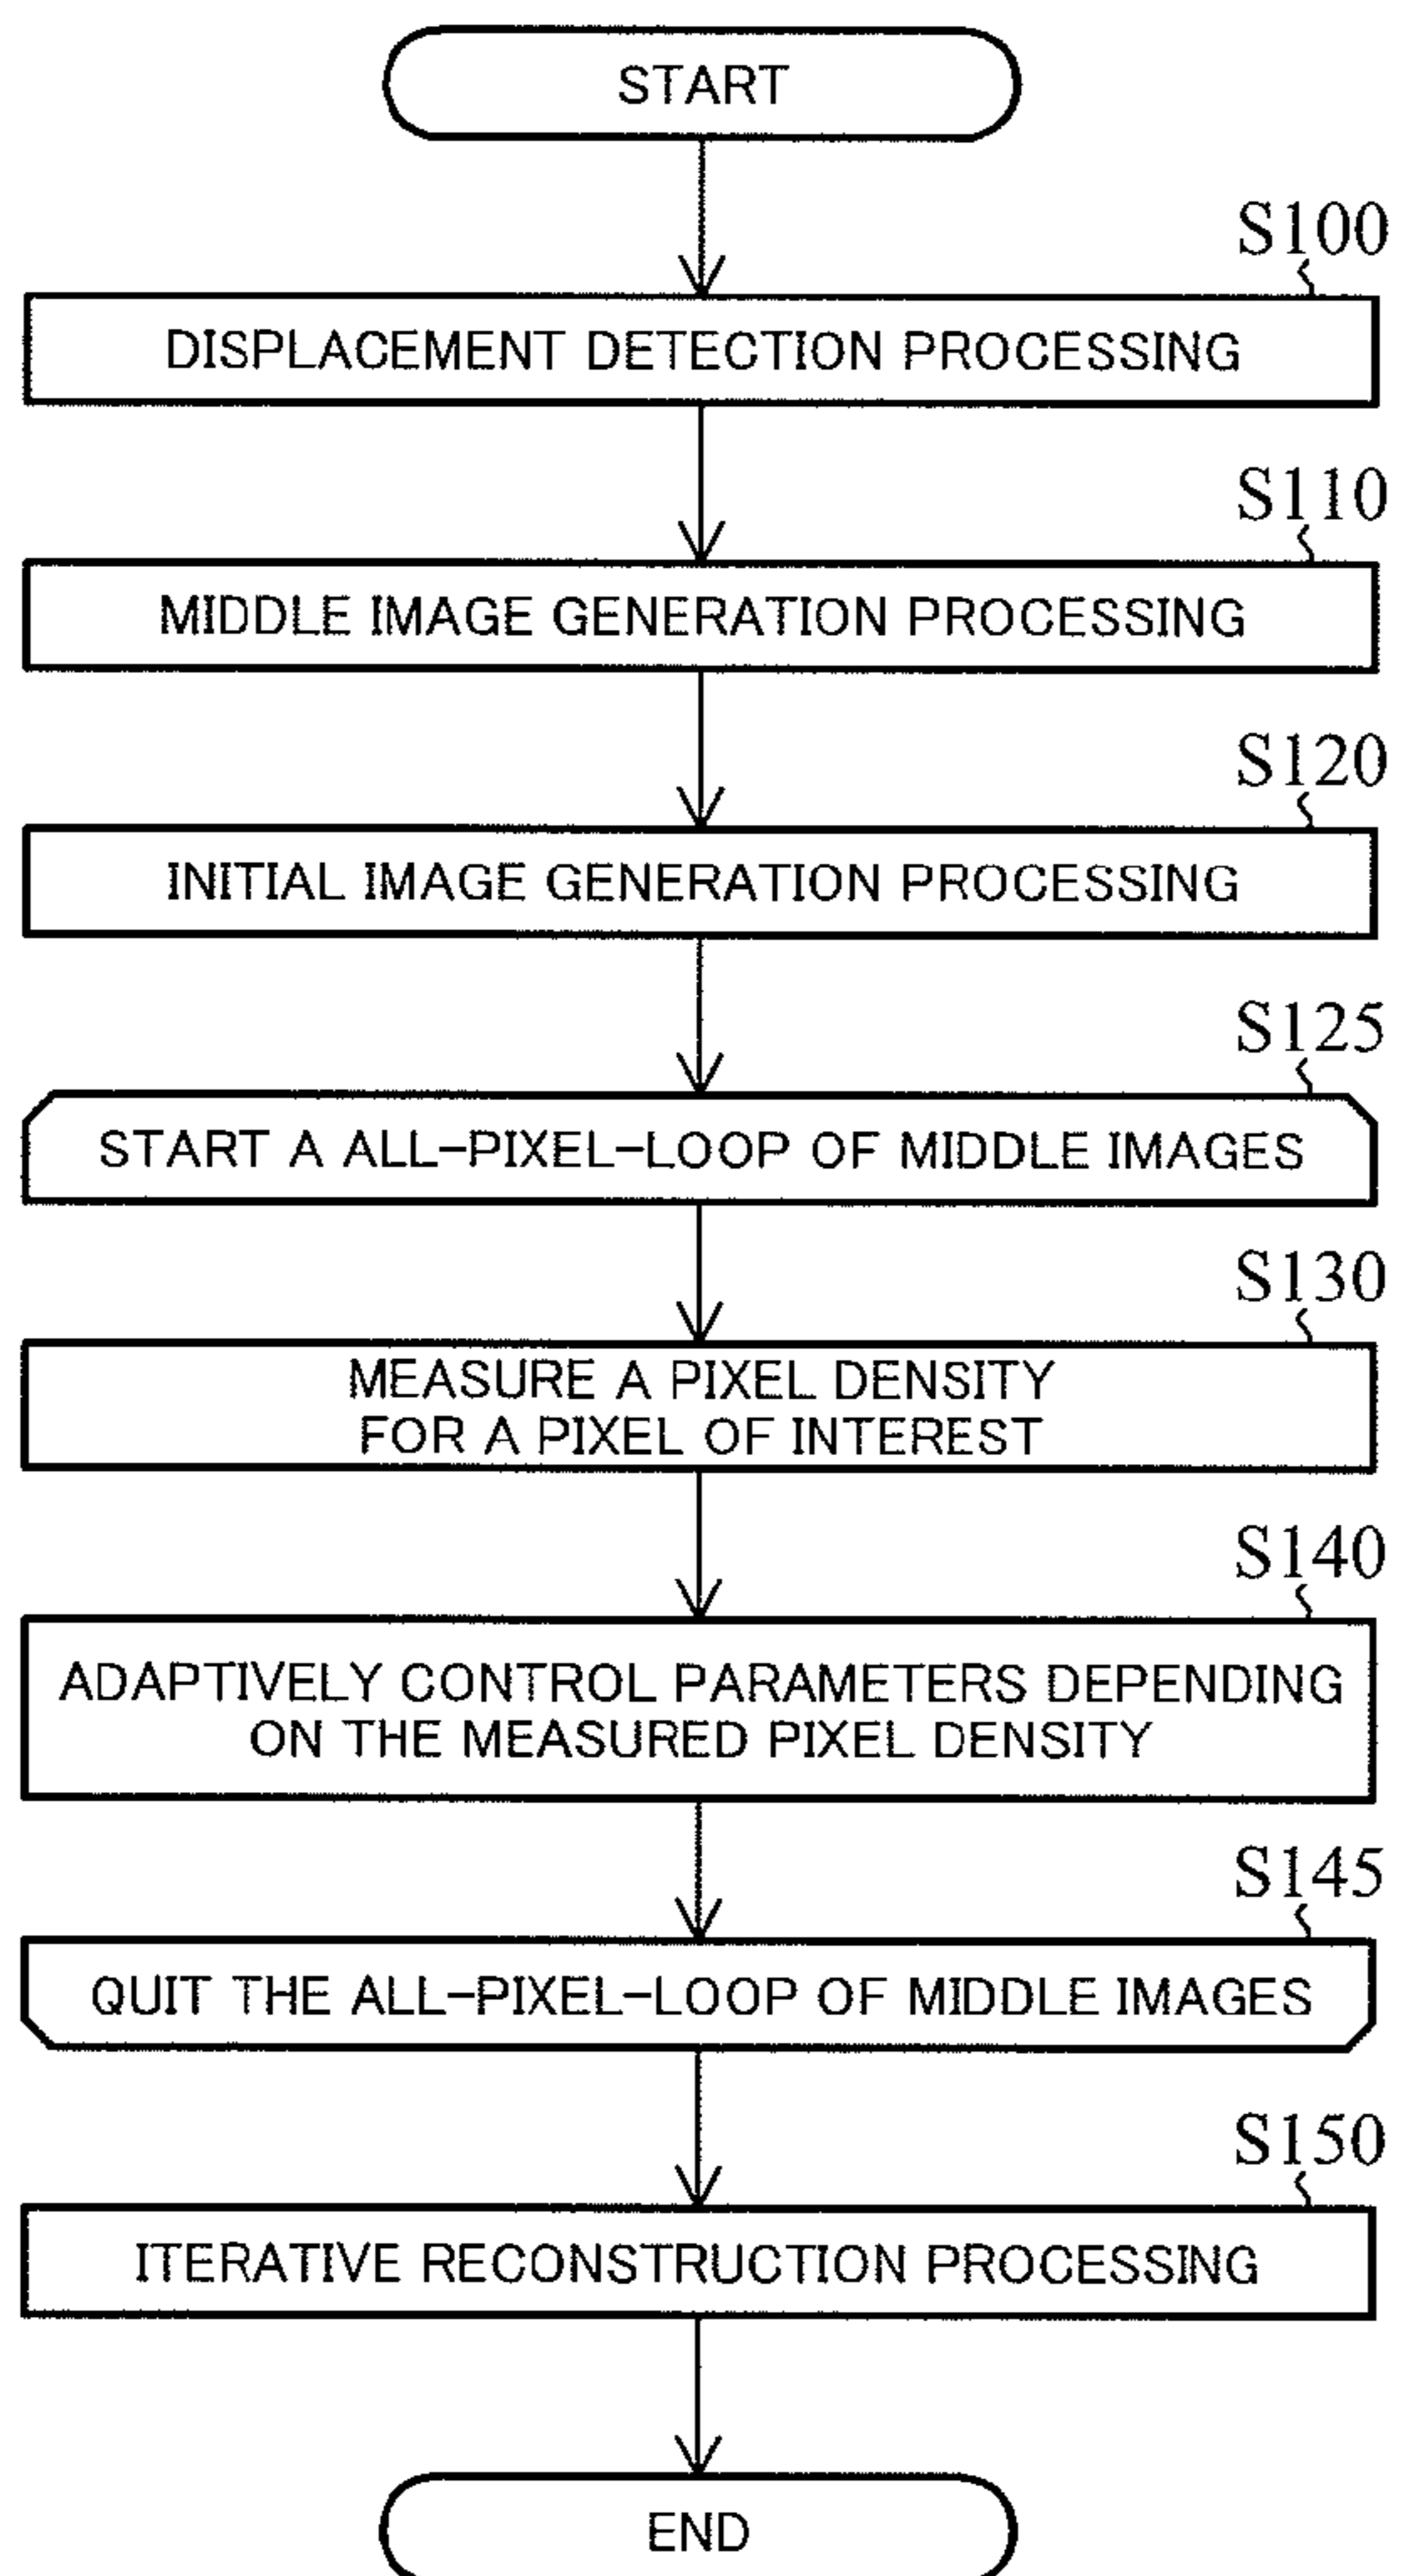 START
S100
DISPLACEMENT DETECTION PROCESSING
S110
MIDDLE IMAGE GENERATION PROCESSING
S120
INITIAL IMAGE GENERATION PROCESSING
S125
START A ALL-PIXEL-LOOP OF MIDDLE IMAGES
S130
MEASURE A PIXEL DENSITY
FOR A PIXEL OF INTEREST
S140
ADAPTIVELY CONTROL PARAMETERS DEPENDING
ON THE MEASURED PIXEL DENSITY
S145
QUIT THE ALL-PIXEL-LOOP OF MIDDLE IMAGES
S150
ITERATIVE RECONSTRUCTION PROCESSING
END